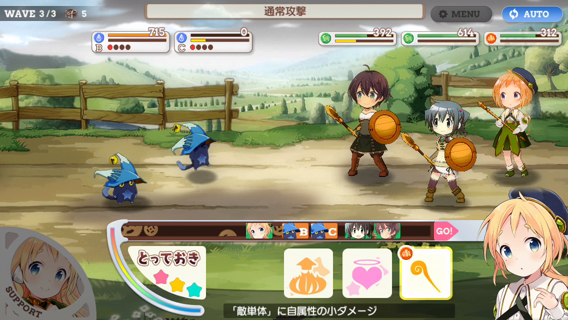 WAVE 3/3 5
通常攻撃
MENU
AUTO
B 715
C 0
392
614
312
B C GO!
とっておき
SUPPORT
「敵単体」に自属性の小ダメージ